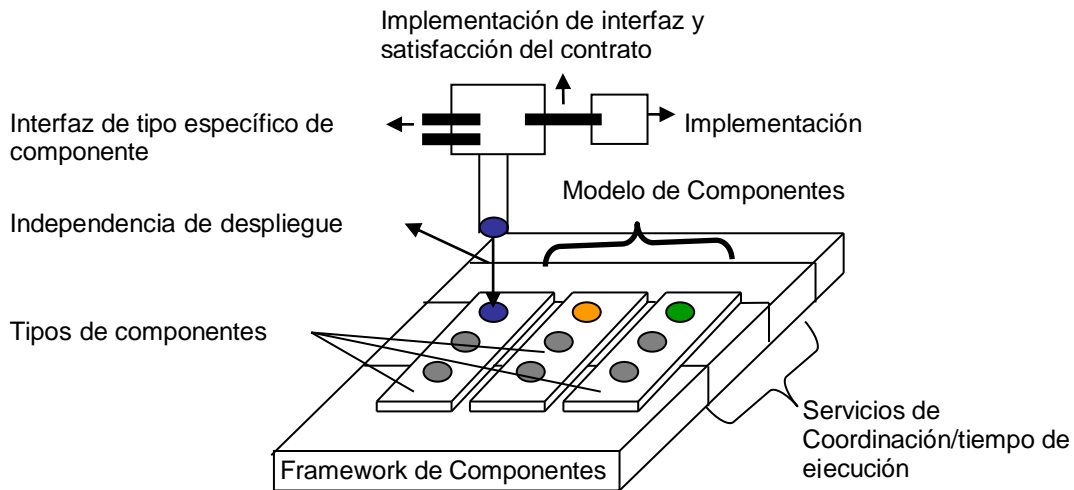 Implementación de interfaz y
satisfacción del contrato
Interfaz de tipo específico de
componente
Implementación
Modelo de Componentes
Independencia de despliegue
Tipos de componentes
Servicios de
Coordinación/tiempo de
ejecución
Framework de Componentes